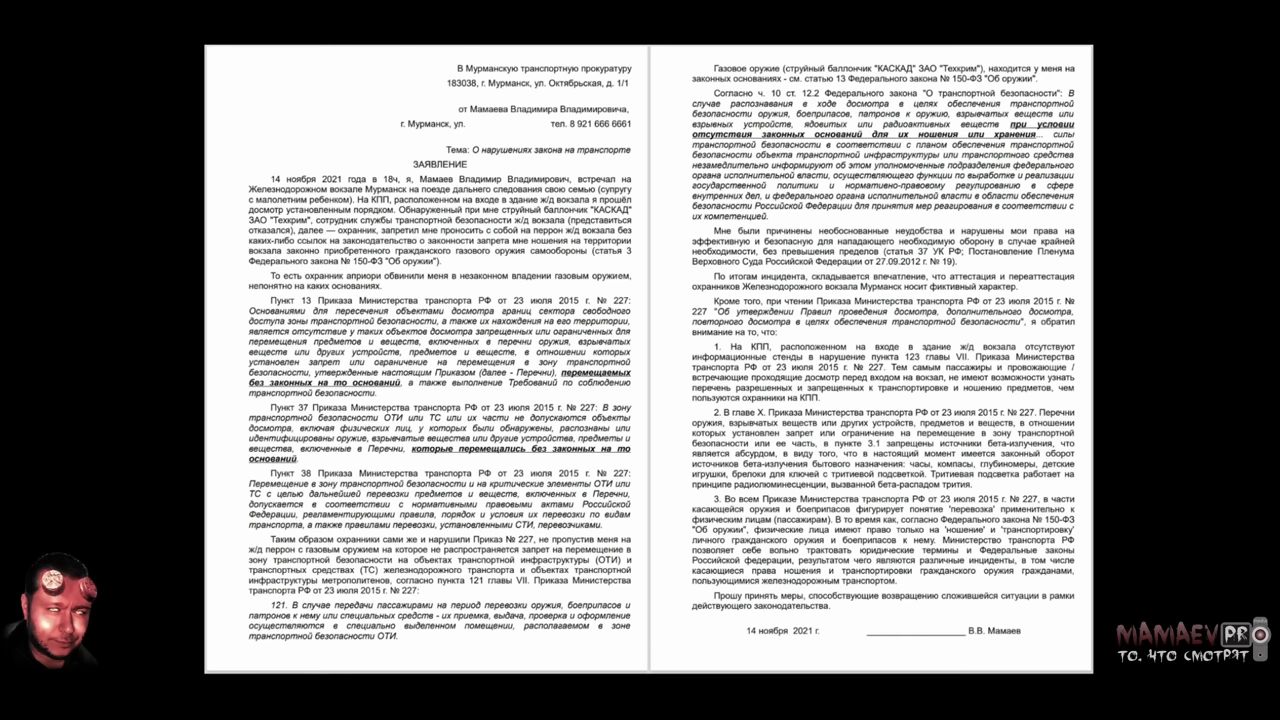 В Мурманскую транспортную прокуратуру
183038, г. Мурманск, ул. Октябрьская, д. 1/1
от Мамаева Владимира Владимировича,
г. Мурманск, ул. тел. 8 921 666 6661
Тема: О нарушениях закона на транспорте
ЗАЯВЛЕНИЕ
14 ноября 2021 года в 18ч, я, Мамаев Владимир Владимирович, встречал на
Железнодорожном вокзале Мурманск на поезде дальнего следования свою семью (супругу
с малолетним ребенком). На КПП, расположенном на входе в здание ж/д вокзала я прошёл
досмотр установленным порядком. Обнаруженный при мне струйный баллончик "КАСКАД"
ЗАО "Техкрим", сотрудник службы транспортной безопасности ж/д вокзала (представиться
отказался), далее — охранник, запретил мне проносить с собой на перрон ж/д вокзала без
каких-либо ссылок на законодательство о законности запрета мне ношения на территории
вокзала законно приобретенного гражданского газового оружия самообороны (статья 3
Федерального закона № 150-ФЗ "Об оружии").
То есть охранник априори обвинили меня в незаконном владении газовым оружием,
непонятно на каких основаниях.
Пункт 13 Приказа Министерства транспорта РФ от 23 июля 2015 г. № 227:
Основаниями для пересечения объектами досмотра границ сектора свободного
доступа зоны транспортной безопасности, а также их нахождения на его территории,
является отсутствие у таких объектов досмотра запрещенных или ограниченных для
перемещения предметов и веществ, включенных в перечни оружия, взрывчатых
веществ или других устройств, предметов и веществ, в отношении которых
установлен запрет или ограничение на перемещения в зону транспортной
безопасности, утвержденные настоящим Приказом (далее - Перечни), перемещаемых
без законных на то оснований, а также выполнение Требований по соблюдению
транспортной безопасности.
Пункт 37 Приказа Министерства транспорта РФ от 23 июля 2015 г. № 227: В зону
транспортной безопасности ОТИ или ТС или их части не допускаются объекты
досмотра, включая физических лиц, у которых были обнаружены, распознаны или
идентифицированы оружие, взрывчатые вещества или другие устройства, предметы и
вещества, включенные в Перечни, которые перемещались без законных на то
оснований.
Пункт 38 Приказа Министерства транспорта РФ от 23 июля 2015 г. № 227:
Перемещение в зону транспортной безопасности и на критические элементы ОТИ или
ТС с целью дальнейшей перевозки предметов и веществ, включенных в Перечни,
допускается в соответствии с нормативными правовыми актами Российской
Федерации, регламентирующими правила, порядок и условия их перевозки по видам
транспорта, а также правилами перевозки, установленными СТИ, перевозчиками.
Таким образом охранники сами же и нарушили Приказ № 227, не пропустив меня на
ж/д перрон с газовым оружием на которое не распространяется запрет на перемещение в
зону транспортной безопасности на объектах транспортной инфраструктуры (ОТИ) и
транспортных средствах (ТС) железнодорожного транспорта и объектах транспортной
инфраструктуры метрополитенов, согласно пункта 121 главы VII. Приказа Министерства
транспорта РФ от 23 июля 2015 г. № 227:
121. В случае передачи пассажирами на период перевозки оружия, боеприпасов и
патронов к нему или специальных средств - их приемка, выдача, проверка и оформление
осуществляются в специально выделенном помещении, располагаемом в зоне
транспортной безопасности ОТИ.
Газовое оружие (струйный баллончик "КАСКАД" ЗАО "Техкрим"), находится у меня на
законных основаниях - см. статью 13 Федерального закона № 150-ФЗ "Об оружии".
Согласно ч. 10 ст. 12.2 Федерального закона "О транспортной безопасности": В
случае распознавания в ходе досмотра в целях обеспечения транспортной
безопасности оружия, боеприпасов, патронов к оружию, взрывчатых веществ или
взрывных устройств, ядовитых или радиоактивных веществ при условии
отсутствия законных оснований для их ношения или хранения... силы
транспортной безопасности в соответствии с планом обеспечения транспортной
безопасности объекта транспортной инфраструктуры или транспортного средства
незамедлительно информируют об этом уполномоченные подразделения федерального
органа исполнительной власти, осуществляющего функции по выработке и реализации
государственной политики и нормативно-правовому регулированию в сфере
внутренних дел, и федерального органа исполнительной власти в области обеспечения
безопасности Российской Федерации для принятия мер реагирования в соответствии с
их компетенцией.
Мне были причинены необоснованные неудобства и нарушены мои права на
эффективную и безопасную для нападающего необходимую оборону в случае крайней
необходимости, без превышения пределов (статья 37 УК РФ; Постановление Пленума
Верховного Суда Российской Федерации от 27.09.2012 г. № 19).
По итогам инцидента, складывается впечатление, что аттестация и переаттестация
охранников Железнодорожного вокзала Мурманск носит фиктивный характер.
Кроме того, при чтении Приказа Министерства транспорта РФ от 23 июля 2015 г. №
227 "Об утверждении Правил проведения досмотра, дополнительного досмотра,
повторного досмотра в целях обеспечения транспортной безопасности", я обратил
внимание на то, что:
1. На КПП, расположенном на входе в здание ж/д вокзала отсутствуют
информационные стенды в нарушение пункта 123 главы VII. Приказа Министерства
транспорта РФ от 23 июля 2015 г. № 227. Тем самым пассажиры и провожающие /
встречающие проходящие досмотр перед входом на вокзал, не имеют возможности узнать
перечень разрешенных и запрещенных к транспортировке и ношению предметов, чем
пользуются охранники на КПП.
2. В главе X. Приказа Министерства транспорта РФ от 23 июля 2015 г. № 227. Перечни
оружия, взрывчатых веществ или других устройств, предметов и веществ, в отношении
которых установлен запрет или ограничение на перемещение в зону транспортной
безопасности или ее часть, в пункте 3.1 запрещены источники бета-излучения, что
является абсурдом, в виду того, что в настоящий момент имеется законный оборот
источников бета-излучения бытового назначения: часы, компасы, глубиномеры, детские
игрушки, брелоки для ключей с тритиевой подсветкой. Тритиевая подсветка работает на
принципе радиолюминесценции, вызванной бета-распадом трития.
3. Во всем Приказе Министерства транспорта РФ от 23 июля 2015 г. № 227, в части
касающейся оружия и боеприпасов фигурирует понятие 'перевозка' применительно к
физическим лицам (пассажирам). В то время как, согласно Федерального закона № 150-ФЗ
"Об оружии", физические лица имеют право только на 'ношение' и 'транспортировку'
личного гражданского оружия и боеприпасов к нему. Министерство транспорта РФ
позволяет себе вольно трактовать юридические термины и Федеральные законы
Российской федерации, результатом чего являются различные инциденты, в том числе
касающиеся права ношения и транспортировки гражданского оружия гражданами,
пользующимися железнодорожным транспортом.
Прошу принять меры, способствующие возвращению сложившейся ситуации в рамки
действующего законодательства.
14 ноября 2021 г. В.В. Мамаев
MAMAEV PRO
ТО, ЧТО СМОТРЯТ